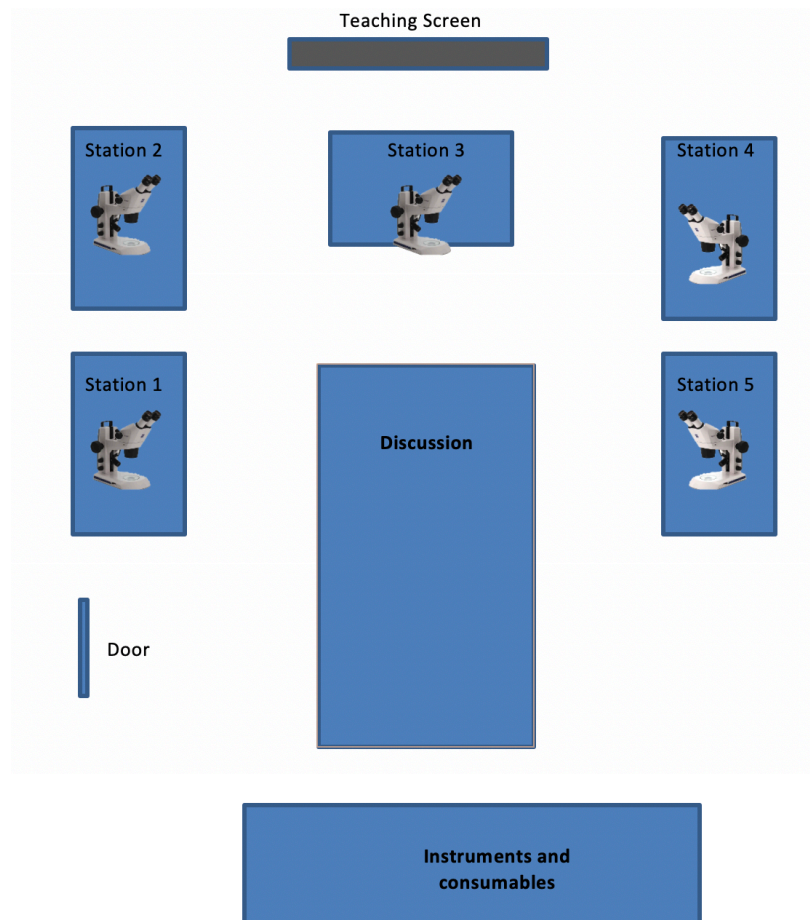 Teaching Screen
Station 2
Station 3
Station 4
Station 1
Station 5
Discussion
Door
Instruments and
consumables